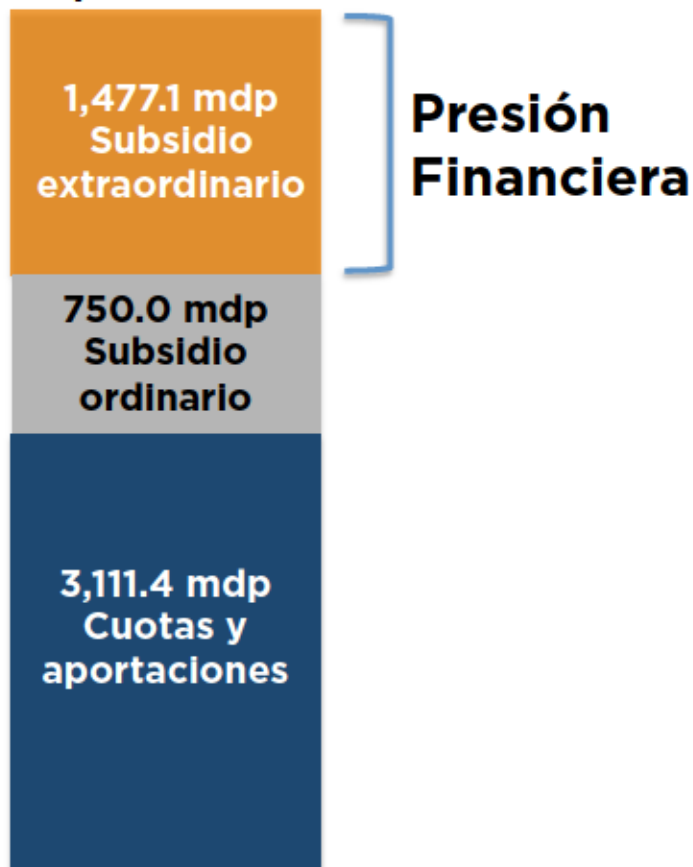 1,477.1 mdp
Subsidio
extraordinario
Presión
Financiera
750.0 mdp
Subsidio
ordinario
3,111.4 mdp
Cuotas y
aportaciones